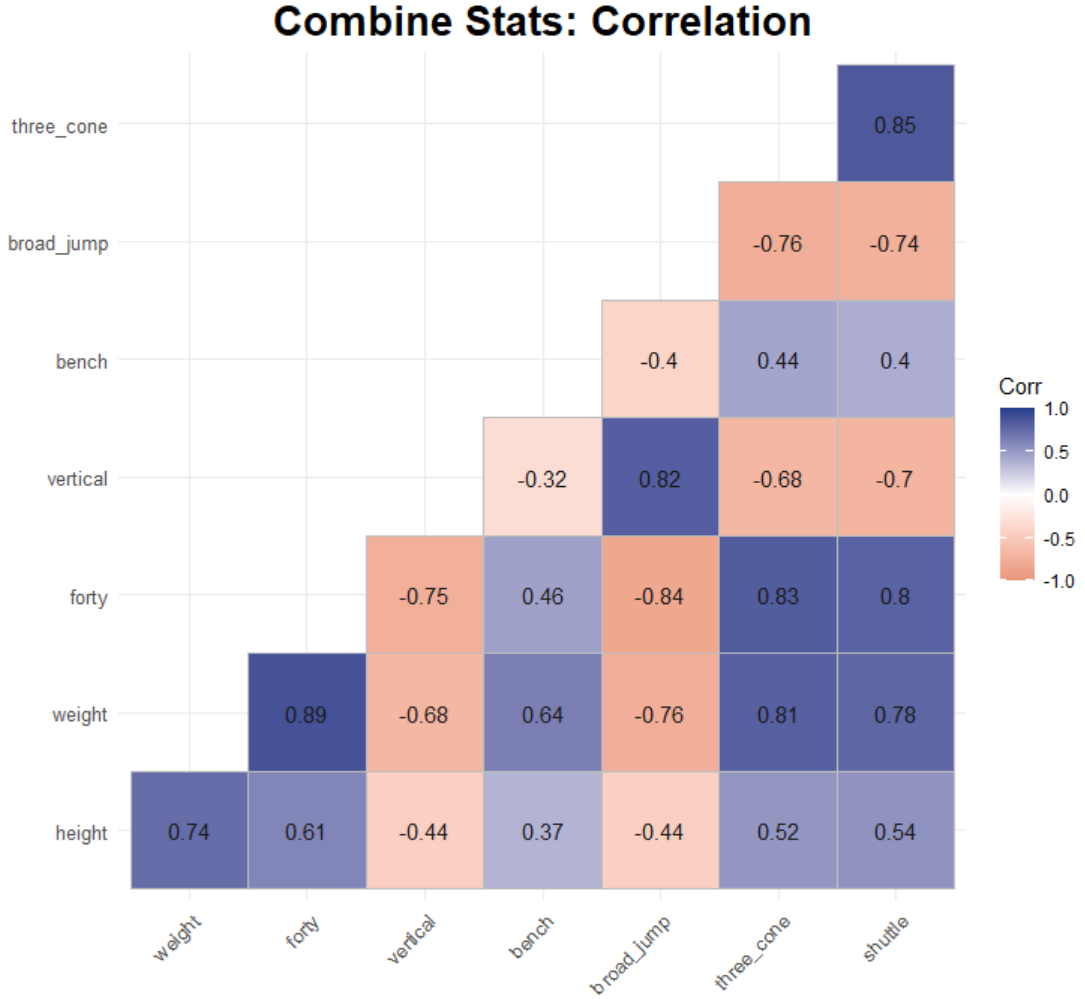 Combine Stats: Correlation
three_cone
0.85
broad_jump
-0.76 -0.74
bench
-0.4 0.44 0.4
Corr
1.0
0.5
0.0
-0.5
-1.0
vertical
-0.32 0.82 -0.68 -0.7
forty
-0.75 0.46 -0.84 0.83 0.8
weight
0.89 -0.68 0.64 -0.76 0.81 0.78
height
0.74 0.61 -0.44 0.37 -0.44 0.52 0.54
weight
forty
vertical
bench
broad_jump
three_cone
shuttle